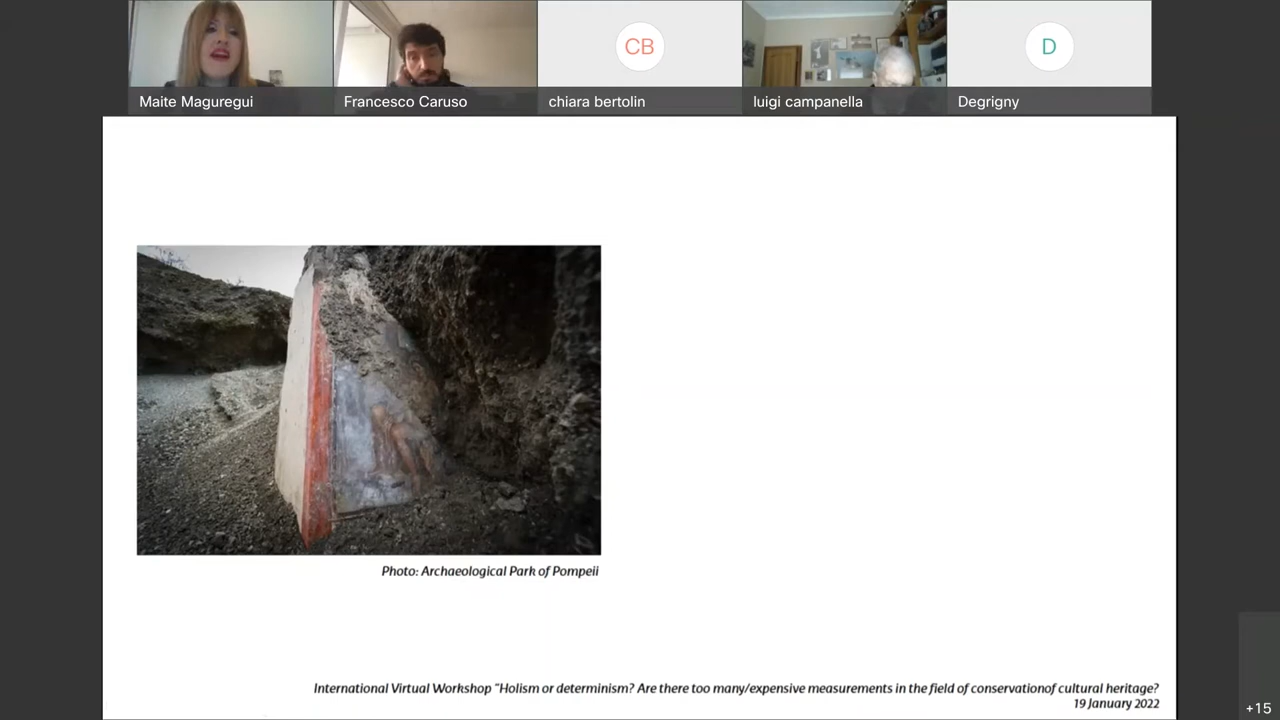 CB
D
Maite Maguregui
Francesco Caruso
chiara bertolin
luigi campanella
Degrigny
Photo: Archaeological Park of Pompeii
International Virtual Workshop "Holism or determinism? Are there too many/expensive measurements in the field of conservationof cultural heritage?
19 January 2022
+15